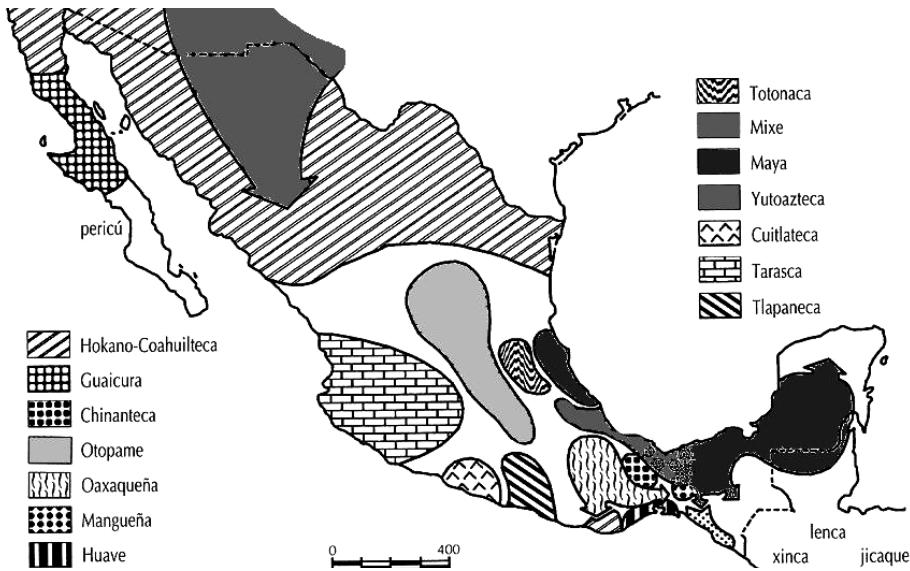 Totonaca
Mixe
Maya
Yutoazteca
Cuitlateca
Tarasca
Tlapaneca
pericú
Hokano-Coahuilteca
Guaicura
Chinanteca
Otopame
Oaxaqueña
Mangueña
Huave
0 400
lenca
xinca jicaque